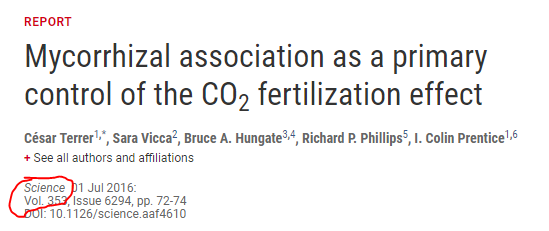 REPORT
Mycorrhizal association as a primary
control of the CO₂ fertilization effect
César Terrer¹,*, Sara Vicca², Bruce A. Hungate³,⁴, Richard P. Phillips⁵, I. Colin Prentice¹,⁶
+ See all authors and affiliations
Science 01 Jul 2016:
Vol. 353, Issue 6294, pp. 72-74
DOI: 10.1126/science.aaf4610